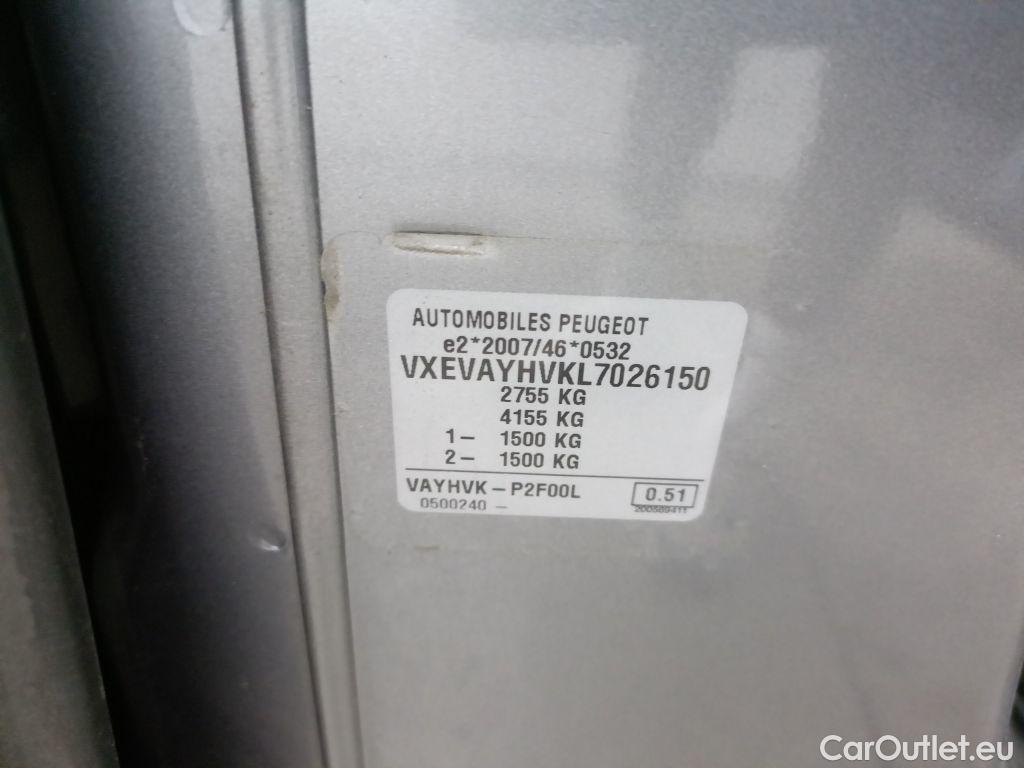 AUTOMOBILES PEUGEOT
e2*2007/46*0532
VXEVAYHVKL7026150
2755 KG
4155 KG
1- 1500 KG
2- 1500 KG
VAYHVK - P2F00L
0.51
0500240 -
200589411
CarOutlet.eu